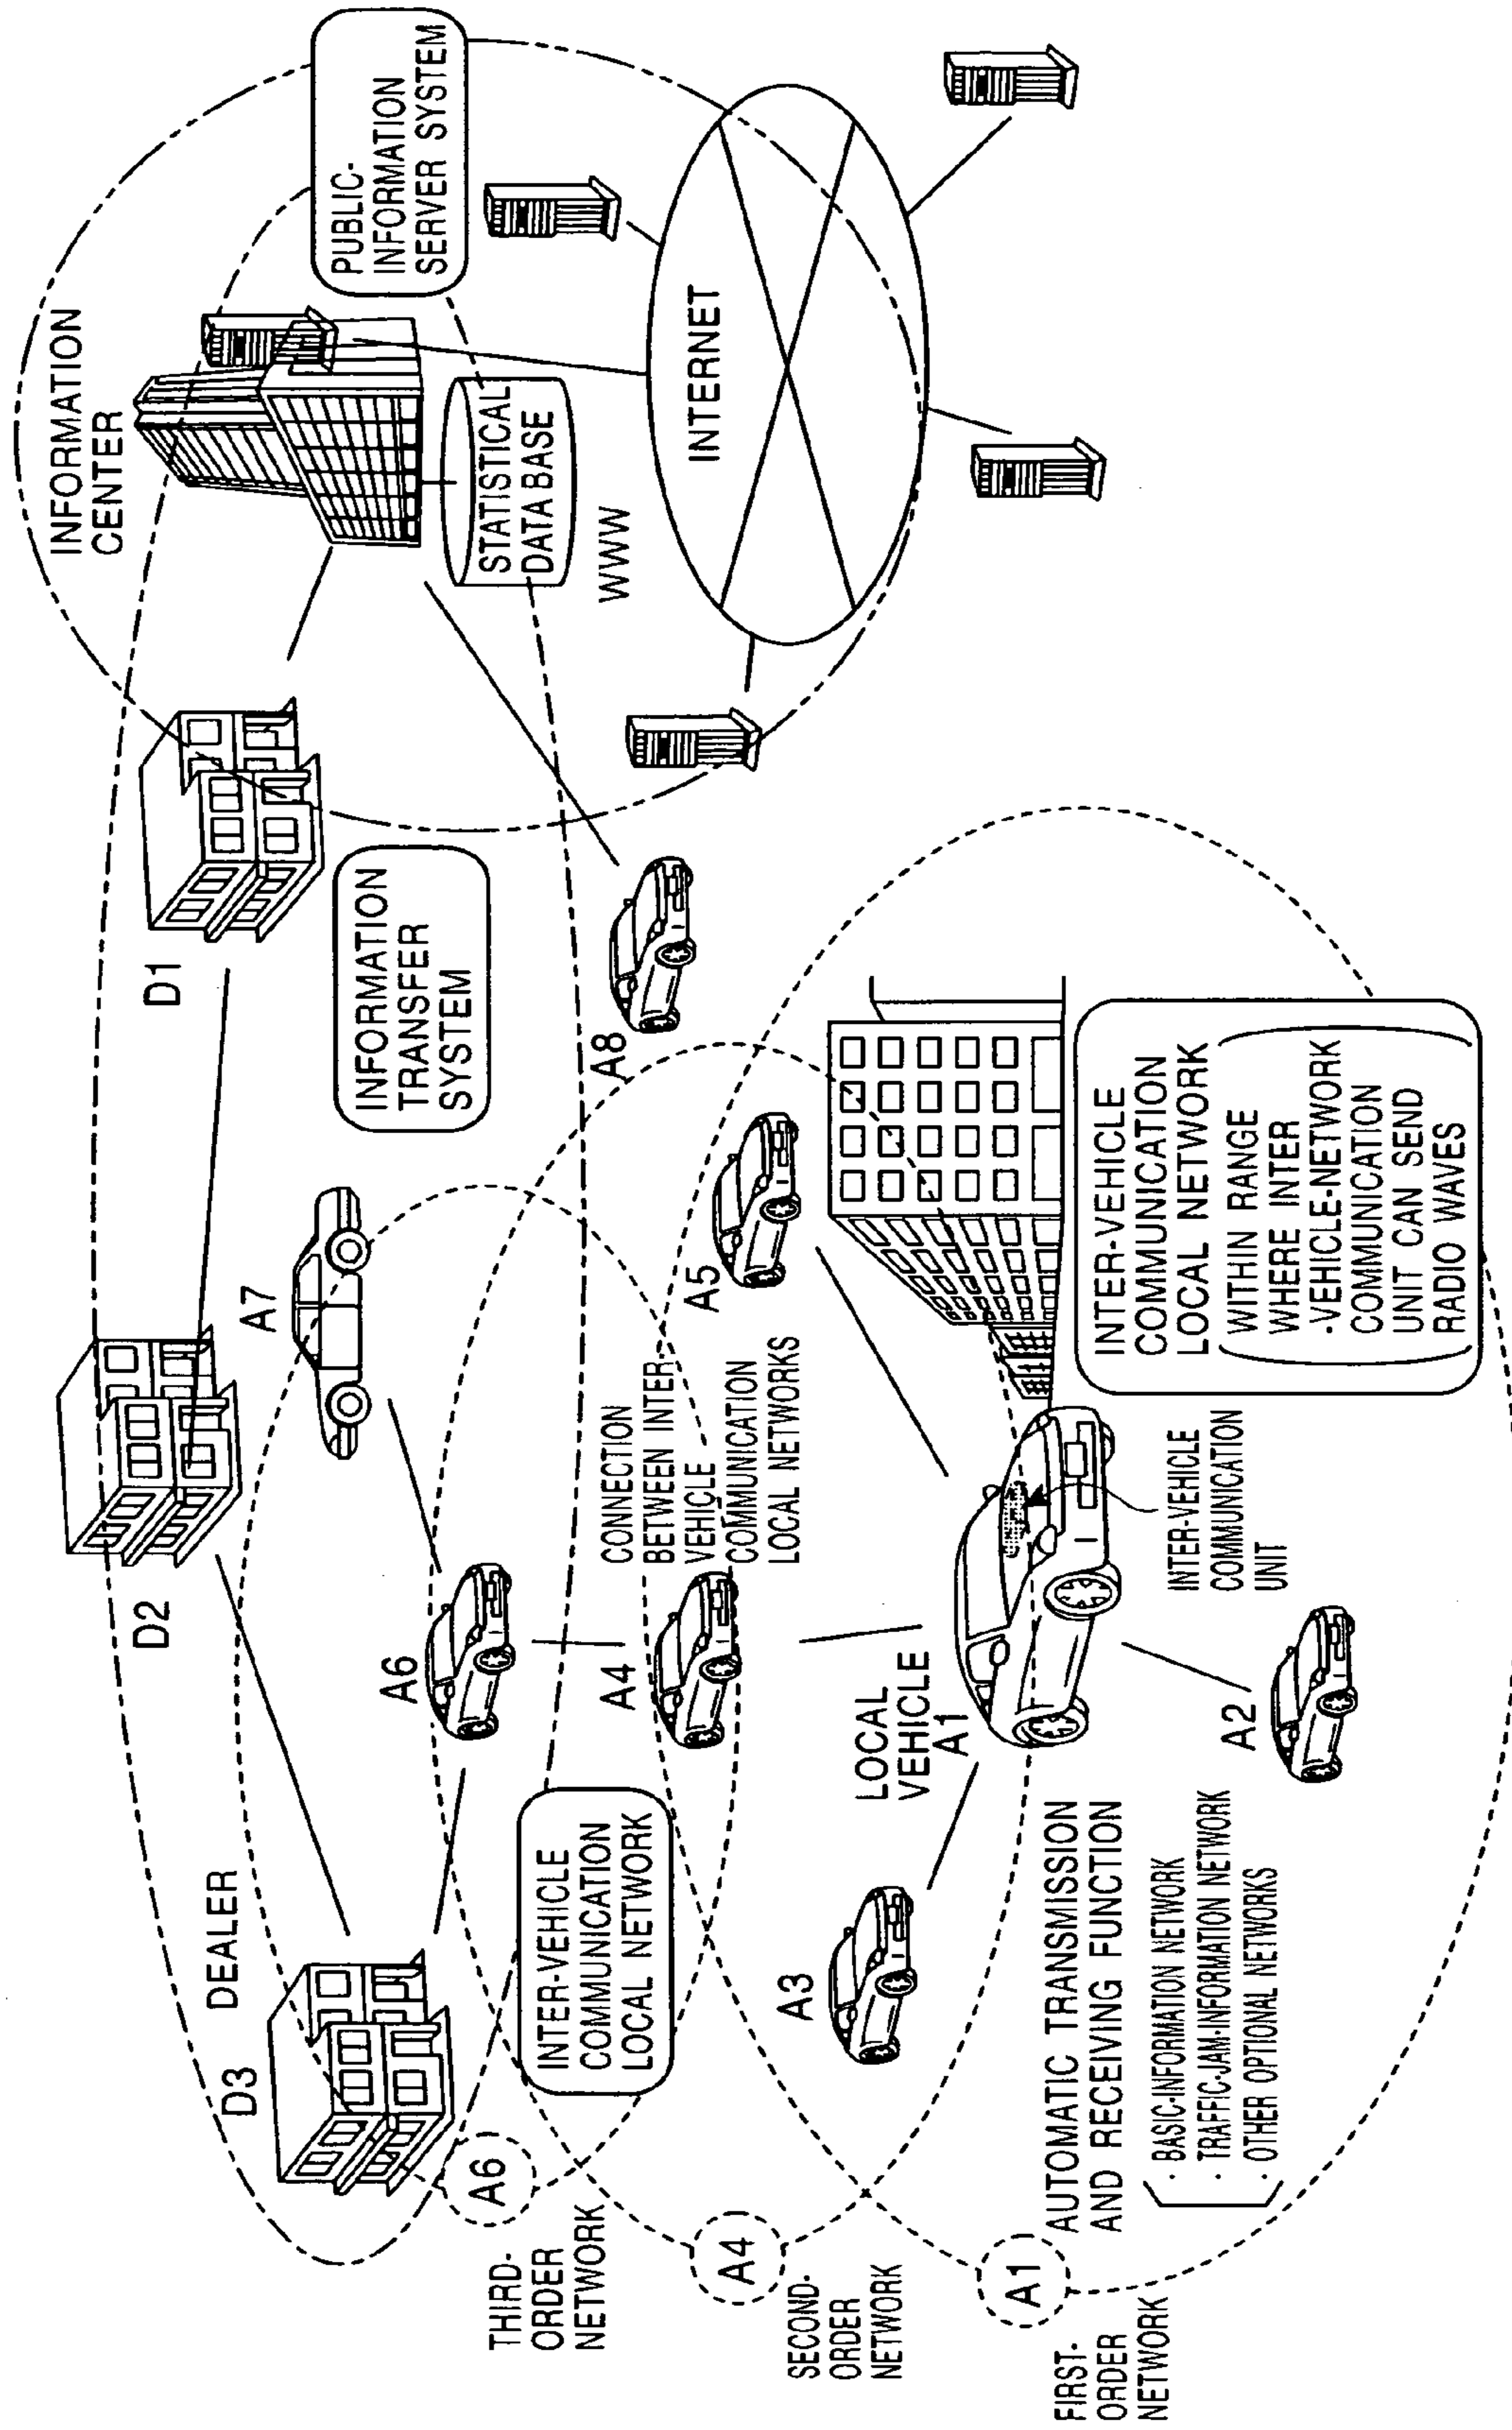 INFORMATION
CENTER
PUBLIC-
INFORMATION
SERVER SYSTEM
STATISTICAL
DATA BASE
WWW
INTERNET
D1
INFORMATION
TRANSFER
SYSTEM
D2
DEALER
D3
A7
A8
A6
A5
A4
CONNECTION
BETWEEN INTER-
VEHICLE
COMMUNICATION
LOCAL NETWORKS
INTER-VEHICLE
COMMUNICATION
LOCAL NETWORK
A6
THIRD-
ORDER
NETWORK
A4
SECOND-
ORDER
NETWORK
A3
LOCAL
VEHICLE
A1
A2
INTER-VEHICLE
COMMUNICATION
UNIT
INTER-VEHICLE
COMMUNICATION
LOCAL NETWORK
WITHIN RANGE
WHERE INTER
-VEHICLE-NETWORK
COMMUNICATION
UNIT CAN SEND
RADIO WAVES
A1
FIRST-
ORDER
NETWORK
AUTOMATIC TRANSMISSION
AND RECEIVING FUNCTION
· BASIC-INFORMATION NETWORK
· TRAFFIC-JAM-INFORMATION NETWORK
· OTHER OPTIONAL NETWORKS